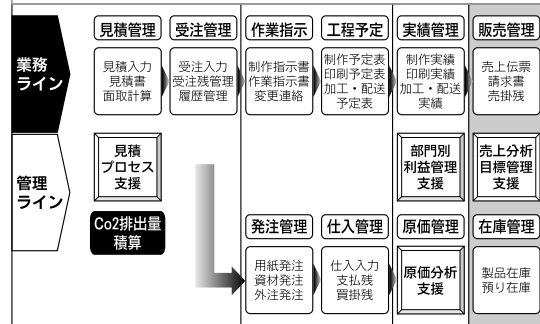 見積管理
受注管理
作業指示
工程予定
実績管理
販売管理
業務
ライン
見積入力
見積書
面取計算
受注入力
受注残管理
履歴管理
制作指示書
作業指示書
変更連絡
制作予定表
印刷予定表
加工・配送
予定表
制作実績
印刷実績
加工・配送
実績
売上伝票
請求書
売掛残
管理
ライン
見積
プロセス
支援
部門別
利益管理
支援
売上分析
目標管理
支援
Co2排出量
積算
発注管理
仕入管理
原価管理
在庫管理
用紙発注
資材発注
外注発注
仕入入力
支払残
買掛残
原価分析
支援
製品在庫
預り在庫